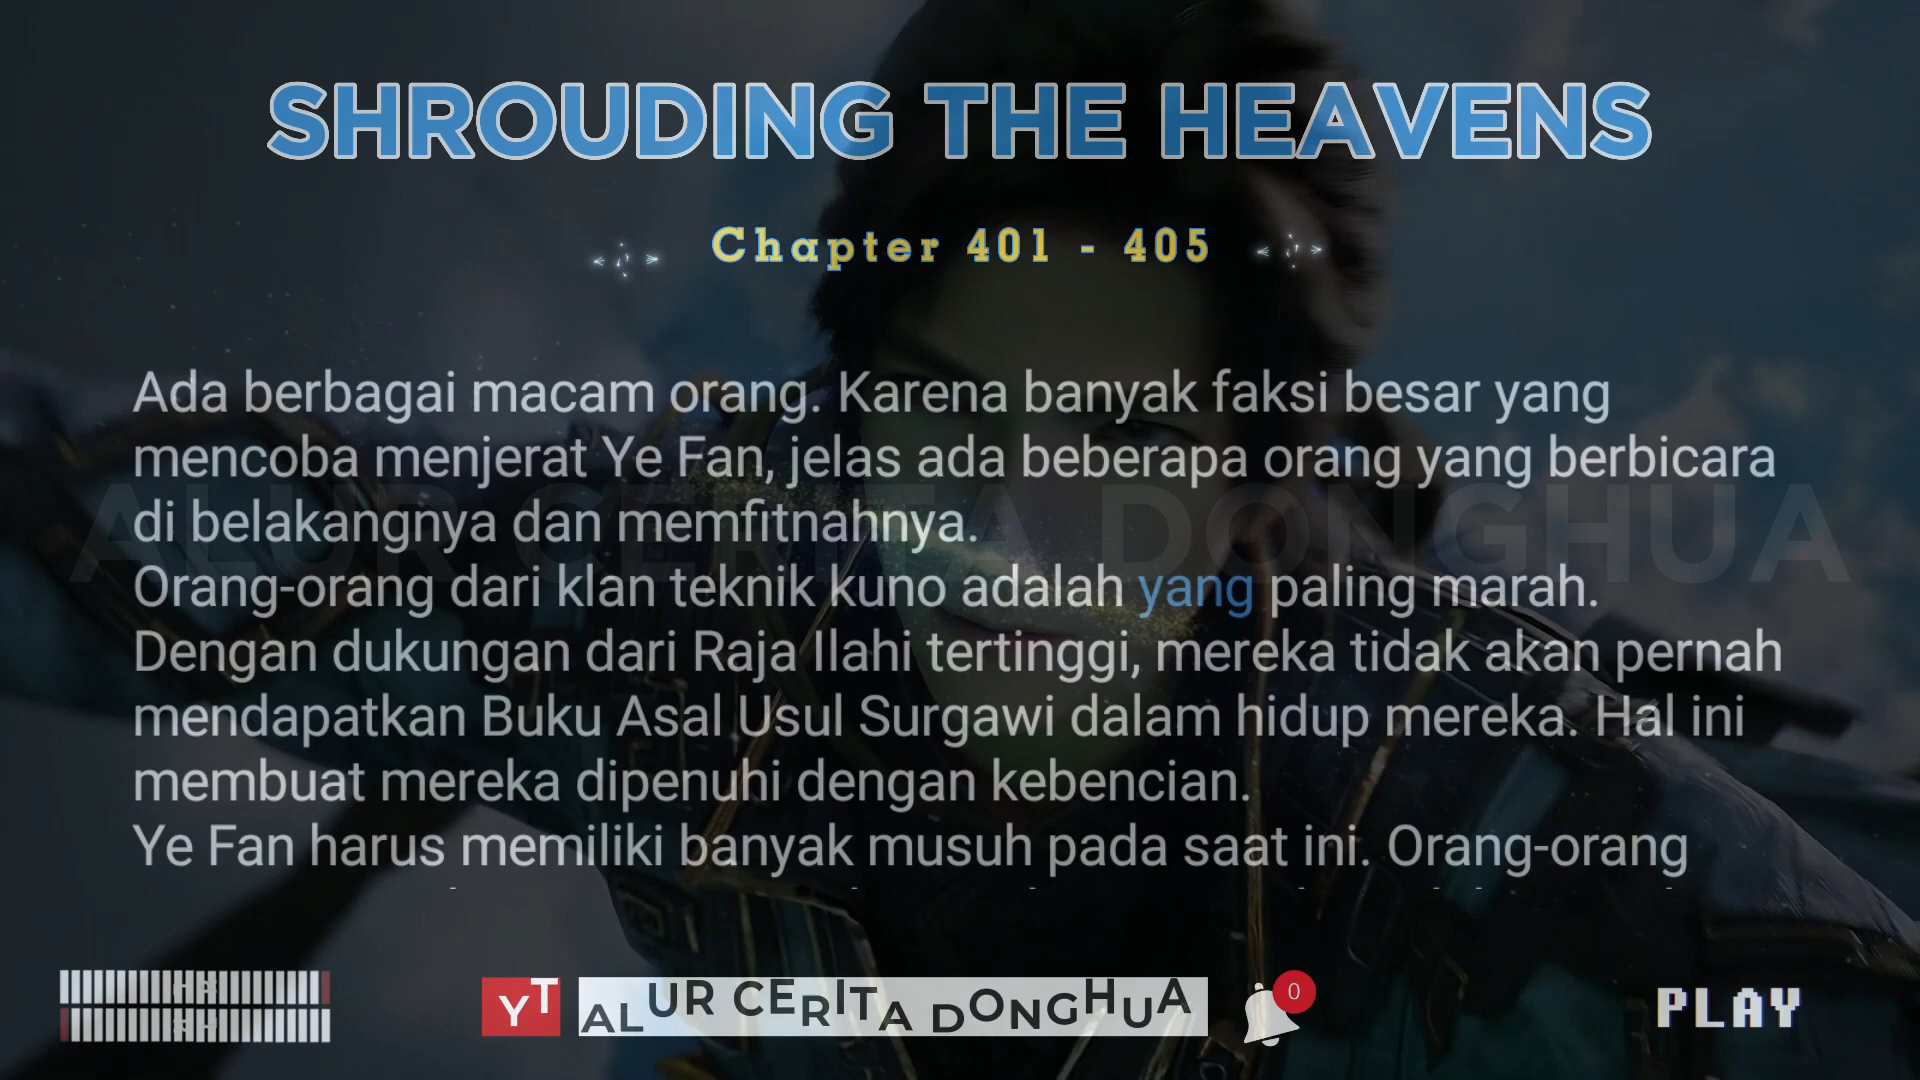 SHROUDING THE HEAVENS
Chapter 401 - 405
Ada berbagai macam orang. Karena banyak faksi besar yang
mencoba menjerat Ye Fan, jelas ada beberapa orang yang berbicara
di belakangnya dan memfitnahnya.
ALUR CERITA DONGHUA
Orang-orang dari klan teknik kuno adalah yang paling marah.
Dengan dukungan dari Raja Ilahi tertinggi, mereka tidak akan pernah
mendapatkan Buku Asal Usul Surgawi dalam hidup mereka. Hal ini
membuat mereka dipenuhi dengan kebencian.
Ye Fan harus memiliki banyak musuh pada saat ini. Orang-orang
YT ALUR CERITA DONGHUA
0
PLAY